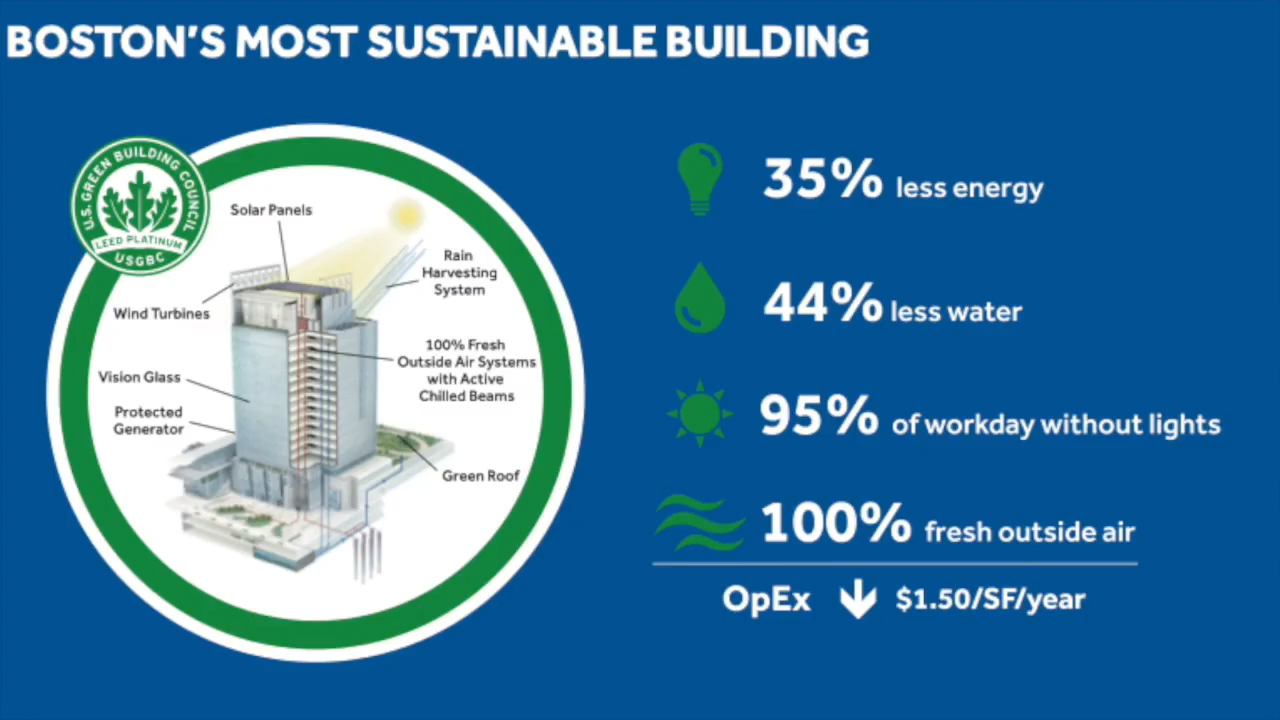 BOSTON'S MOST SUSTAINABLE BUILDING
U.S. GREEN BUILDING COUNCIL
LEED PLATINUM
USGBC
Solar Panels
Rain
Harvesting
System
Wind Turbines
100% Fresh
Outside Air Systems
with Active
Chilled Beams
Vision Glass
Protected
Generator
Green Roof
35% less energy
44% less water
95% of workday without lights
100% fresh outside air
OpEx $1.50/SF/year